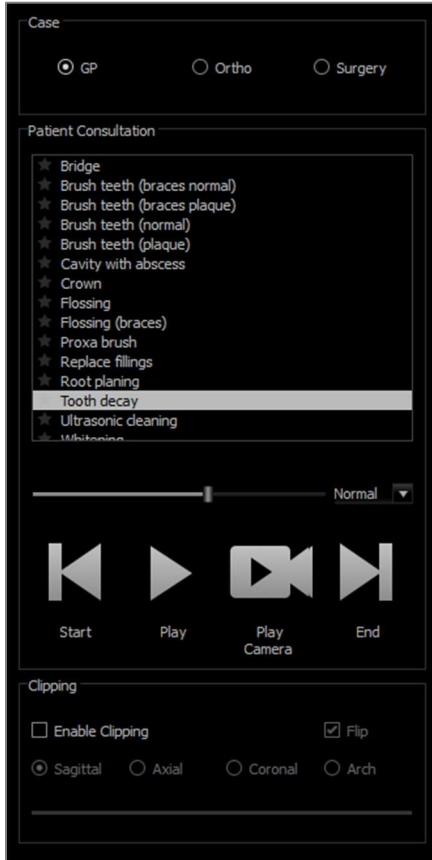 Case
GP Ortho Surgery
Patient Consultation
Bridge
Brush teeth (braces normal)
Brush teeth (braces plaque)
Brush teeth (normal)
Brush teeth (plaque)
Cavity with abscess
Crown
Flossing
Flossing (braces)
Proxa brush
Replace fillings
Root planing
Tooth decay
Ultrasonic cleaning
Whitening
Normal
Start Play Play Camera End
Clipping
Enable Clipping Flip
Sagittal Axial Coronal Arch